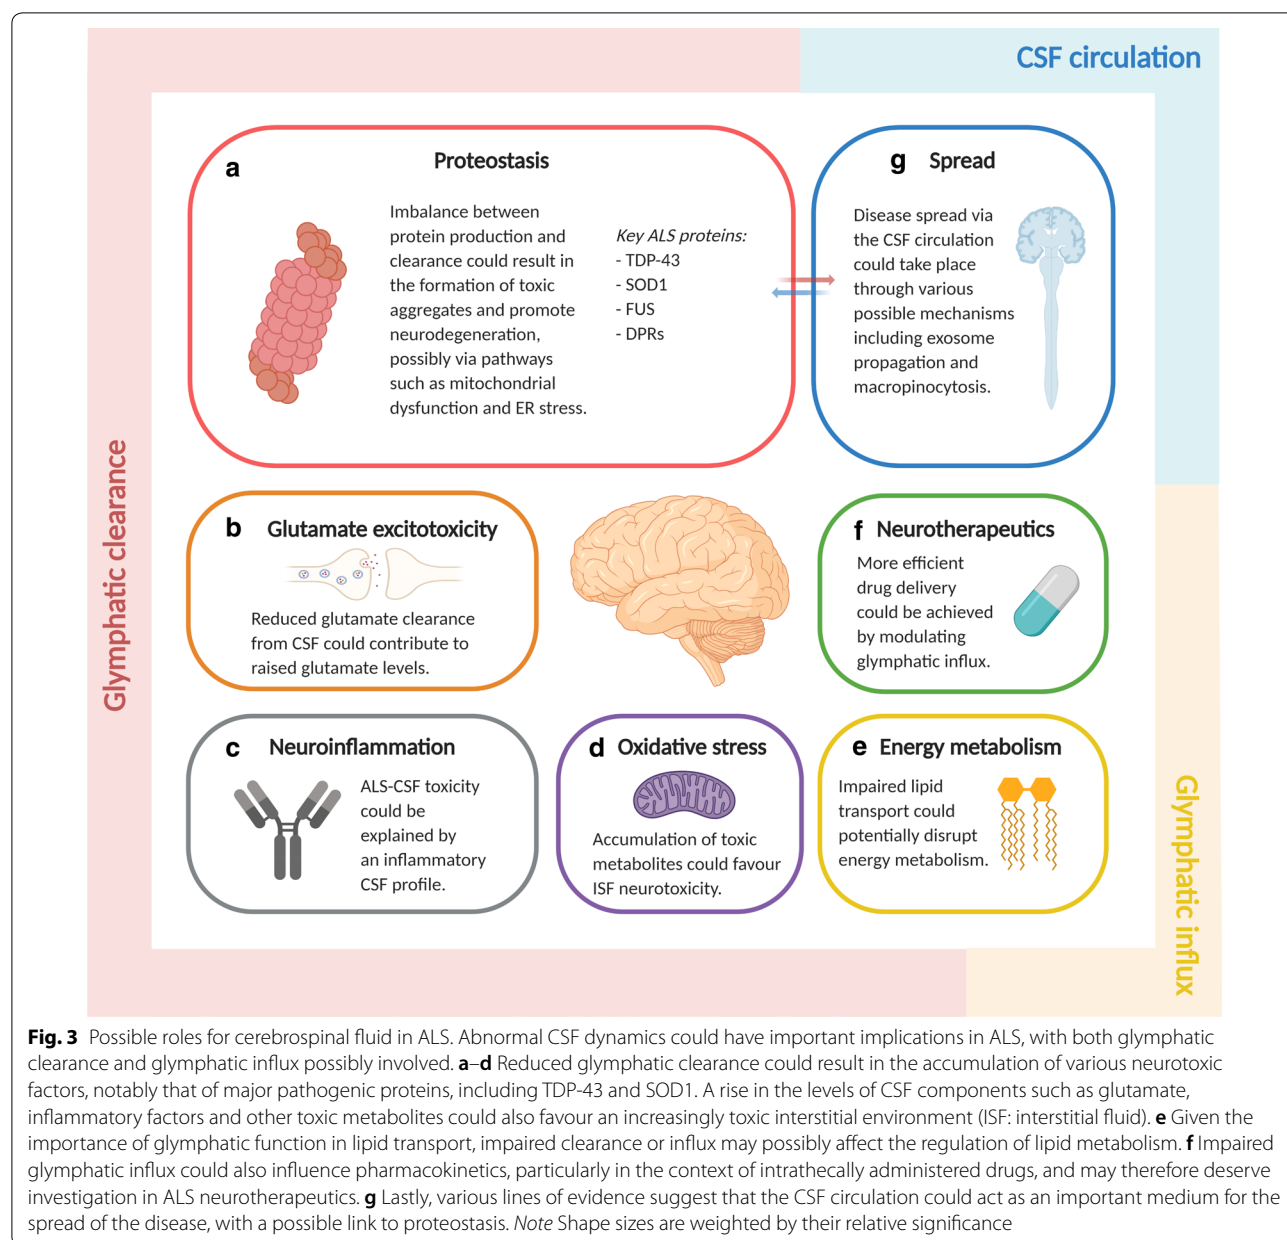 CSF circulation
Glymphatic clearance
a
Proteostasis
Imbalance between
protein production and
clearance could result in
the formation of toxic
aggregates and promote
neurodegeneration,
possibly via pathways
such as mitochondrial
dysfunction and ER stress.
Key ALS proteins:
- TDP-43
- SOD1
- FUS
- DPRs
g Spread
Disease spread via
the CSF circulation
could take place
through various
possible mechanisms
including exosome
propagation and
macropinocytosis.
b Glutamate excitotoxicity
Reduced glutamate clearance
from CSF could contribute to
raised glutamate levels.
f Neurotherapeutics
More efficient
drug delivery
could be achieved
by modulating
glymphatic influx.
c Neuroinflammation
ALS-CSF toxicity
could be
explained by
an inflammatory
CSF profile.
d Oxidative stress
Accumulation of toxic
metabolites could favour
ISF neurotoxicity.
e Energy metabolism
Impaired lipid
transport could
potentially disrupt
energy metabolism.
Glymphatic influx
Fig. 3 Possible roles for cerebrospinal fluid in ALS. Abnormal CSF dynamics could have important implications in ALS, with both glymphatic
clearance and glymphatic influx possibly involved. a–d Reduced glymphatic clearance could result in the accumulation of various neurotoxic
factors, notably that of major pathogenic proteins, including TDP-43 and SOD1. A rise in the levels of CSF components such as glutamate,
inflammatory factors and other toxic metabolites could also favour an increasingly toxic interstitial environment (ISF: interstitial fluid). e Given the
importance of glymphatic function in lipid transport, impaired clearance or influx may possibly affect the regulation of lipid metabolism. f Impaired
glymphatic influx could also influence pharmacokinetics, particularly in the context of intrathecally administered drugs, and may therefore deserve
investigation in ALS neurotherapeutics. g Lastly, various lines of evidence suggest that the CSF circulation could act as an important medium for the
spread of the disease, with a possible link to proteostasis. Note Shape sizes are weighted by their relative significance